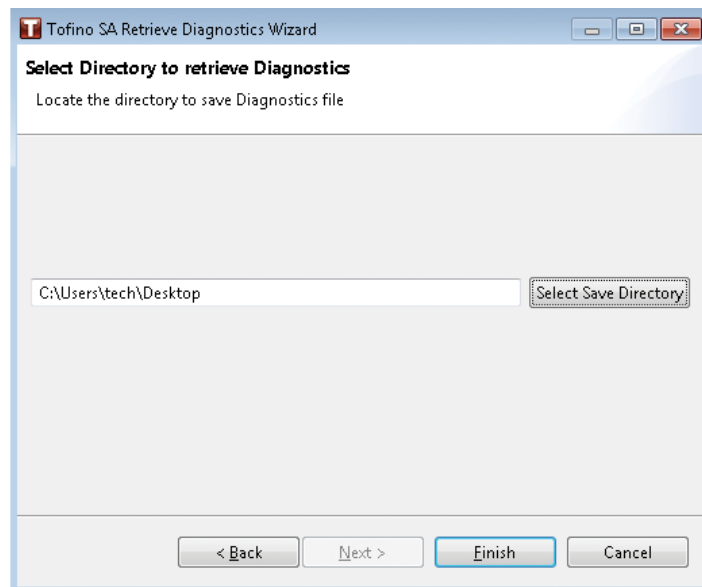 Tofino SA Retrieve Diagnostics Wizard
Select Directory to retrieve Diagnostics
Locate the directory to save Diagnostics file
C:\Users\tech\Desktop Select Save Directory
< Back Next > Finish Cancel